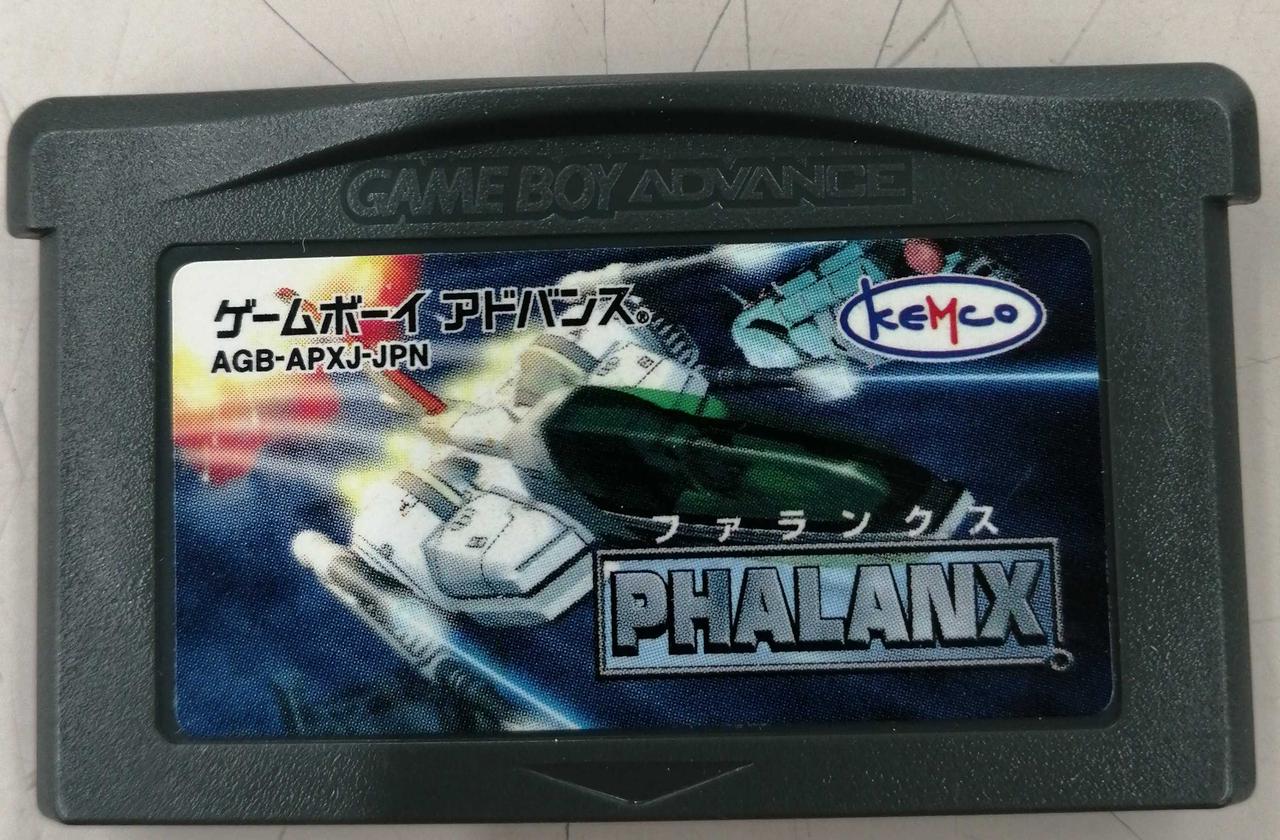 GAME BOY ADVANCE
ゲームボーイ アドバンス®
AGB-APXJ-JPN
KEMCO
ファランクス
PHALANX